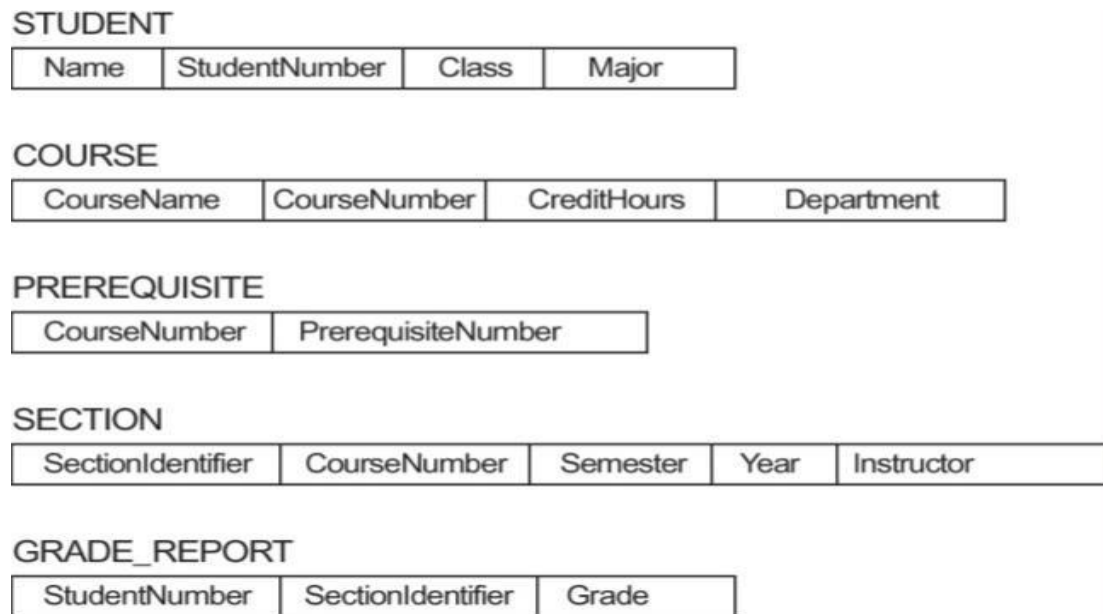 STUDENT
Name StudentNumber Class Major
COURSE
CourseName CourseNumber CreditHours Department
PREREQUISITE
CourseNumber PrerequisiteNumber
SECTION
SectionIdentifier CourseNumber Semester Year Instructor
GRADE_REPORT
StudentNumber SectionIdentifier Grade